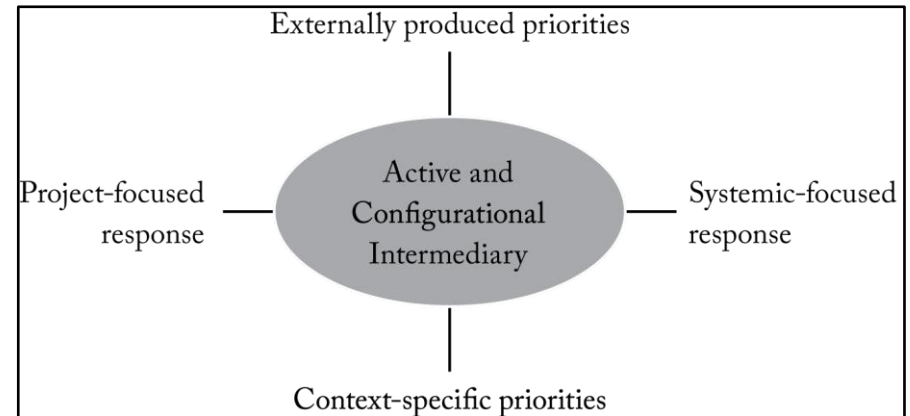 Externally produced priorities
Project-focused
response
Active and
Configurational
Intermediary
Systemic-focused
response
Context-specific priorities